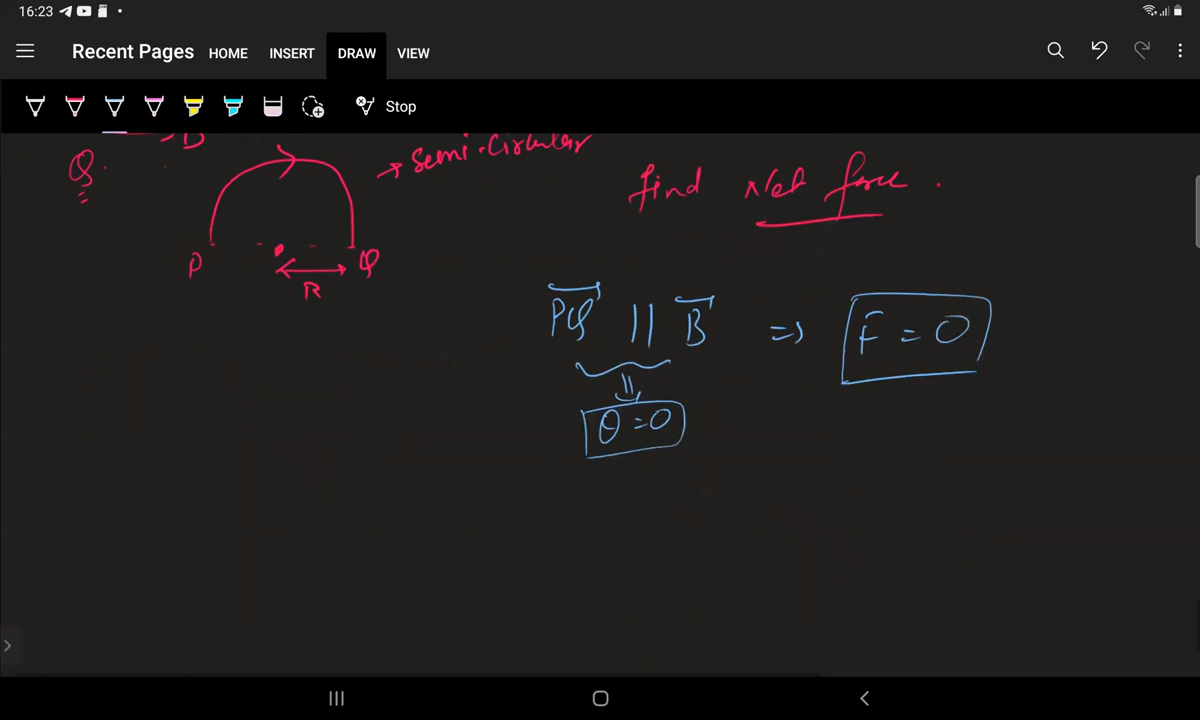 16:23
Recent Pages HOME INSERT DRAW VIEW
Stop
B
Q.
→ Semi-Circular
find Net force.
P
Q
R
PQ || B ⇒ F = 0
θ = 0